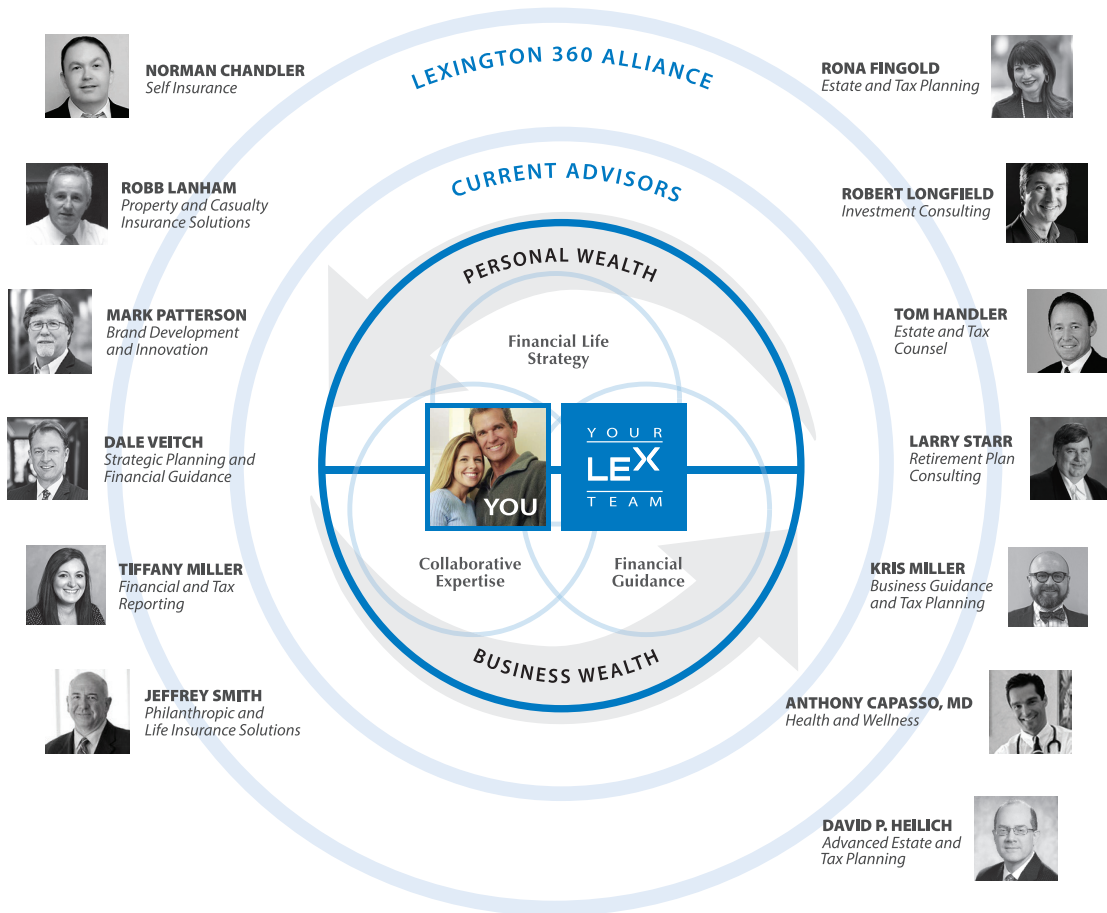 LEXINGTON 360 ALLIANCE
CURRENT ADVISORS
PERSONAL WEALTH
Financial Life
Strategy
YOU
YOUR
LEX
TEAM
Collaborative
Expertise
Financial
Guidance
BUSINESS WEALTH
NORMAN CHANDLER
Self Insurance
ROBB LANHAM
Property and Casualty
Insurance Solutions
MARK PATTERSON
Brand Development
and Innovation
DALE VEITCH
Strategic Planning and
Financial Guidance
TIFFANY MILLER
Financial and Tax
Reporting
JEFFREY SMITH
Philanthropic and
Life Insurance Solutions
RONA FINGOLD
Estate and Tax Planning
ROBERT LONGFIELD
Investment Consulting
TOM HANDLER
Estate and Tax
Counsel
LARRY STARR
Retirement Plan
Consulting
KRIS MILLER
Business Guidance
and Tax Planning
ANTHONY CAPASSO, MD
Health and Wellness
DAVID P. HEILICH
Advanced Estate and
Tax Planning